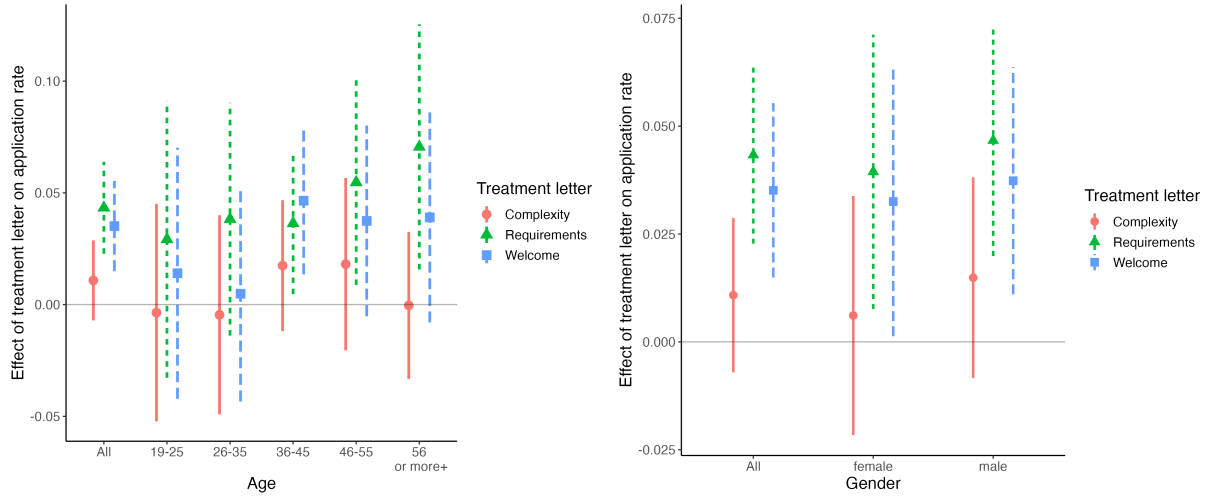 Effect of treatment letter on application rate
0.10
0.05
0.00
-0.05
All
19-25
26-35
36-45
46-55
56
or more+
Age
Treatment letter
Complexity
Requirements
Welcome
Effect of treatment letter on application rate
0.075
0.050
0.025
0.000
-0.025
All
female
male
Gender
Treatment letter
Complexity
Requirements
Welcome